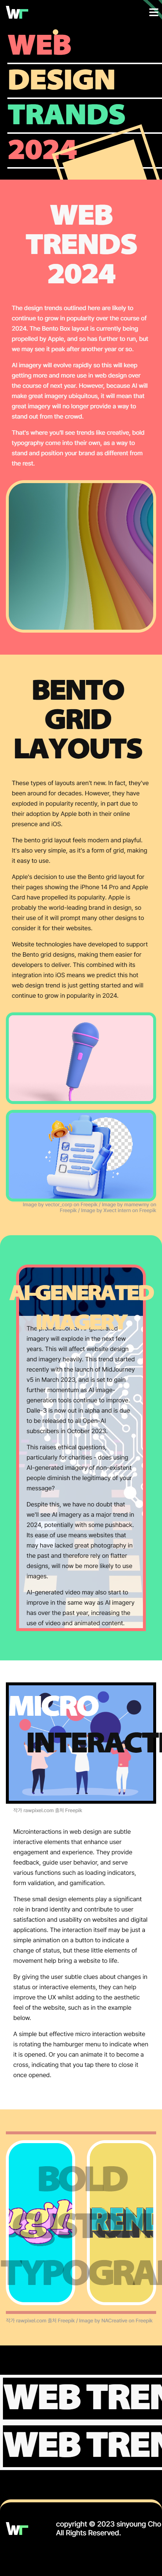 WT
WEB
DESIGN
TRANDS
2024
WEB
TRENDS
2024
The design trends outlined here are likely to
continue to grow in popularity over the course of
2024. The Bento Box layout is currently being
propelled by Apple, and so has further to run, but
we may see it peak after another year or so.
AI imagery will evolve rapidly so this will keep
getting more and more use in web design over
the course of next year. However, because AI will
make great imagery ubiquitous, it will mean that
great imagery will no longer provide a way to
stand out from the crowd.
That's where you'll see trends like creative, bold
typography come into their own, as a way to
stand and position your brand as different from
the rest.
BENTO
GRID
LAYOUTS
These types of layouts aren't new. In fact, they've
been around for decades. However, they have
exploded in popularity recently, in part due to
their adoption by Apple both in their online
presence and iOS.
The bento grid layout feels modern and playful.
It's also very simple, as it's a form of grid, making
it easy to use.
Apple's decision to use the Bento grid layout for
their pages showing the iPhone 14 Pro and Apple
Card have propelled its popularity. Apple is
probably the world-leading brand in design, so
their use of it will prompt many other designs to
consider it for their websites.
Website technologies have developed to support
the Bento grid designs, making them easier for
developers to deliver. This combined with its
integration into iOS means we predict this hot
web design trend is just getting started and will
continue to grow in popularity in 2024.
Image by vector_corp on Freepik / Image by mamewmy on
Freepik / Image by Xvect intern on Freepik
AI-GENERATED
IMAGERY
imagery will explode in the next few
years. This will affect website design
and imagery heavily. This trend started
recently with the launch of MidJourney
v5 in March 2023, and is set to gain
further momentum as AI image-
generation tools continue to improve.
Dalle-3 is now out in alpha and is due
to be released to all Open-AI
subscribers in October 2023.
This raises ethical questions,
particularly for charities – does using
AI-generated imagery of non-existant
people diminish the legitimacy of your
message?
Despite this, we have no doubt that
we'll see AI imagery as a major trend in
2024, potentially with some pushback.
Its ease of use means websites that
may have lacked great photography in
the past and therefore rely on flatter
designs, will now be more likely to use
images.
AI-generated video may also start to
improve in the same way as AI imagery
has over the past year, increasing the
use of video and animated content.
MICRO
INTERACTI
작가 rawpixel.com 출처 Freepik
Microinteractions in web design are subtle
interactive elements that enhance user
engagement and experience. They provide
feedback, guide user behavior, and serve
various functions such as loading indicators,
form validation, and gamification.
These small design elements play a significant
role in brand identity and contribute to user
satisfaction and usability on websites and digital
applications. The interaction itself may be just a
simple animation on a button to indicate a
change of status, but these little elements of
movement help bring a website to life.
By giving the user subtle clues about changes in
status or interactive elements, they can help
improve the UX whilst adding to the aesthetic
feel of the website, such as in the example
below.
A simple but effective micro interaction website
is rotating the hamburger menu to indicate when
it is open. Or you can animate it to become a
cross, indicating that you tap there to close it
once opened.
BOLD
TYPOGRAP
작가 rawpixel.com 출처 Freepik / Image by NACreative on Freepik
WEB TREN
WEB TREN
WT
copyright © 2023 sinyoung Cho
All Rights Reserved.